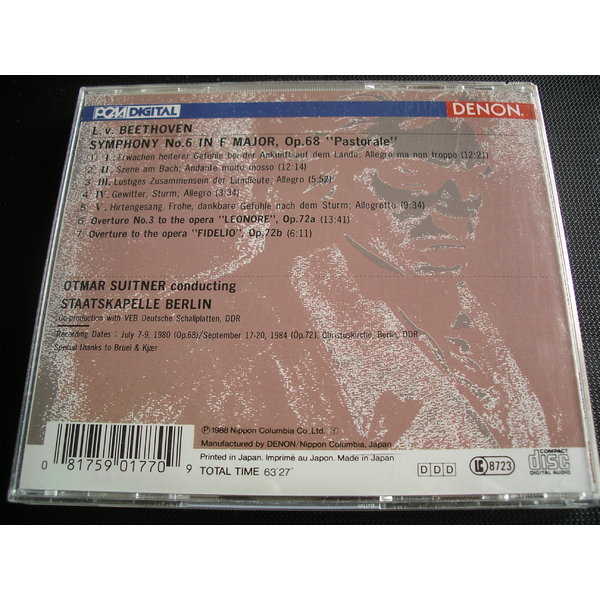 PCM DIGITAL
DENON
L. v. BEETHOVEN
SYMPHONY No.6 IN F MAJOR, Op.68 "Pastorale"
1 I. Erwachen heiterer Gefühle bei der Ankunft auf dem Lande; Allegro ma non troppo (12:21)
2 II. Szene am Bach; Andante molto mosso (12:14)
3 III. Lustiges Zusammensein der Landleute; Allegro (5:52)
4 IV. Gewitter, Sturm; Allegro (3:34)
5 V. Hirtengesang. Frohe, dankbare Gefühle nach dem Sturm; Allegretto (9:34)
6 Overture No.3 to the opera "LEONORE", Op.72a (13:41)
7 Overture to the opera "FIDELIO", Op.72b (6:11)
OTMAR SUITNER conducting
STAATSKAPELLE BERLIN
Co-production with VEB Deutsche Schallplatten, DDR
Recording Dates : July 7-9, 1980 (Op.68)/September 17-20, 1984 (Op.72), Christuskirche, Berlin, DDR
Special thanks to Bruel & Kjær
℗1988 Nippon Columbia Co., Ltd.
Manufactured by DENON/Nippon Columbia, Japan
Printed in Japan. Imprimé au Japon. Made in Japan
TOTAL TIME 63'27"
0 81759 01770 9
DDD
LC 8723
COMPACT
disc
DIGITAL AUDIO